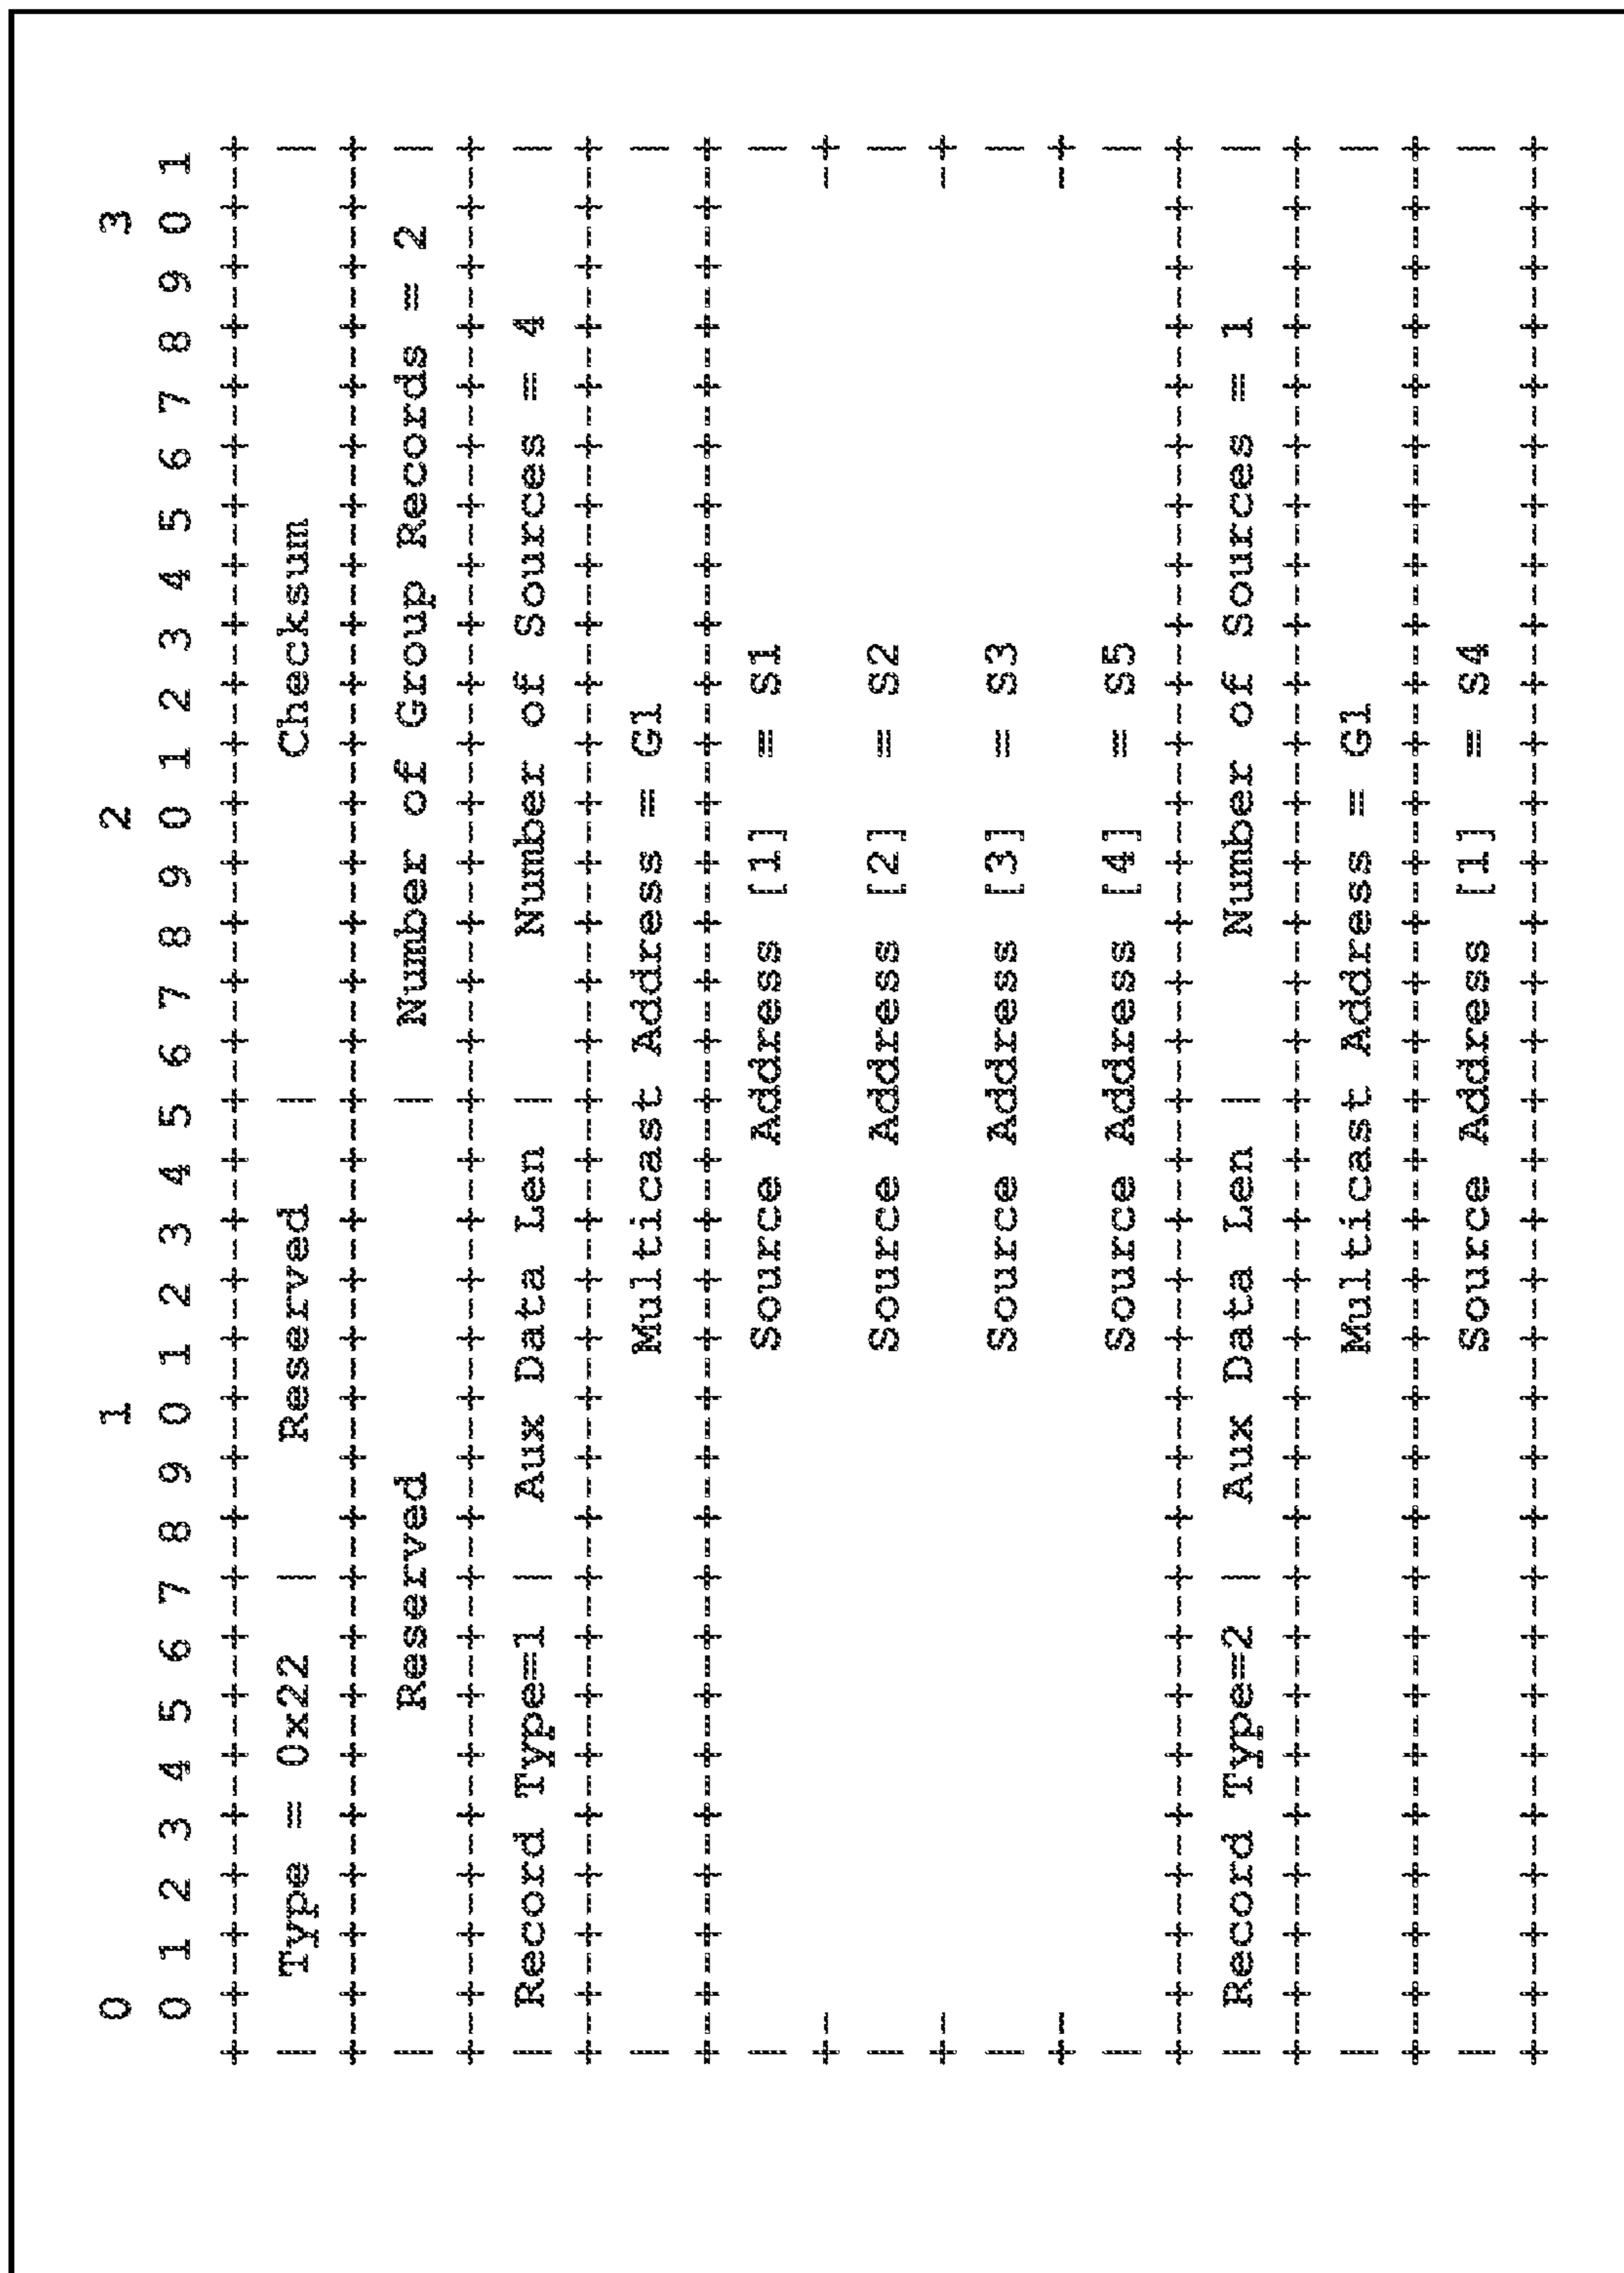 0                   1                   2                   3
 0 1 2 3 4 5 6 7 8 9 0 1 2 3 4 5 6 7 8 9 0 1 2 3 4 5 6 7 8 9 0 1
+-+-+-+-+-+-+-+-+-+-+-+-+-+-+-+-+-+-+-+-+-+-+-+-+-+-+-+-+-+-+-+-+
|  Type = 0x22  |    Reserved   |           Checksum            |
+-+-+-+-+-+-+-+-+-+-+-+-+-+-+-+-+-+-+-+-+-+-+-+-+-+-+-+-+-+-+-+-+
|           Reserved            |  Number of Group Records = 2  |
+-+-+-+-+-+-+-+-+-+-+-+-+-+-+-+-+-+-+-+-+-+-+-+-+-+-+-+-+-+-+-+-+
| Record Type=1 |  Aux Data Len |     Number of Sources = 4     |
+-+-+-+-+-+-+-+-+-+-+-+-+-+-+-+-+-+-+-+-+-+-+-+-+-+-+-+-+-+-+-+-+
|                       Multicast Address = G1                  |
+-+-+-+-+-+-+-+-+-+-+-+-+-+-+-+-+-+-+-+-+-+-+-+-+-+-+-+-+-+-+-+-+
|                       Source Address [1]  = S1                |
+-                                                             -+
|                       Source Address [2]  = S2                |
+-                                                             -+
|                       Source Address [3]  = S3                |
+-                                                             -+
|                       Source Address [4]  = S5                |
+-+-+-+-+-+-+-+-+-+-+-+-+-+-+-+-+-+-+-+-+-+-+-+-+-+-+-+-+-+-+-+-+
| Record Type=2 |  Aux Data Len |     Number of Sources = 1     |
+-+-+-+-+-+-+-+-+-+-+-+-+-+-+-+-+-+-+-+-+-+-+-+-+-+-+-+-+-+-+-+-+
|                       Multicast Address = G1                  |
+-+-+-+-+-+-+-+-+-+-+-+-+-+-+-+-+-+-+-+-+-+-+-+-+-+-+-+-+-+-+-+-+
|                       Source Address [1]  = S4                |
+-+-+-+-+-+-+-+-+-+-+-+-+-+-+-+-+-+-+-+-+-+-+-+-+-+-+-+-+-+-+-+-+